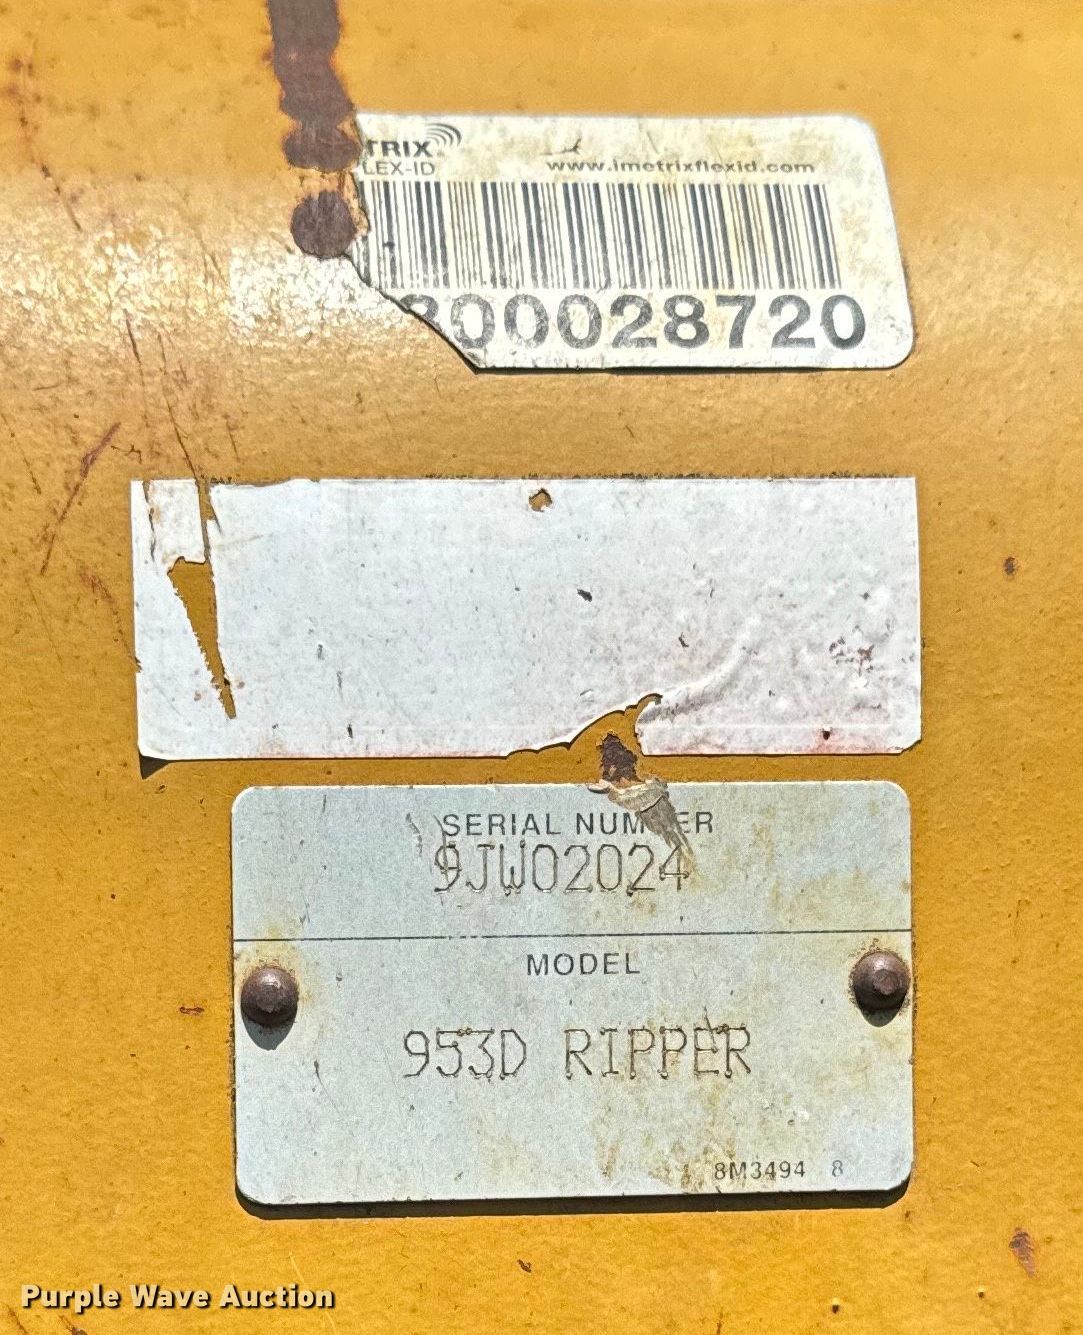 TRIX
LEX-ID
www.imetrixflexid.com
00028720
SERIAL NUMBER
9JW02024
MODEL
953D RIPPER
8M3494 8
Purple Wave Auction